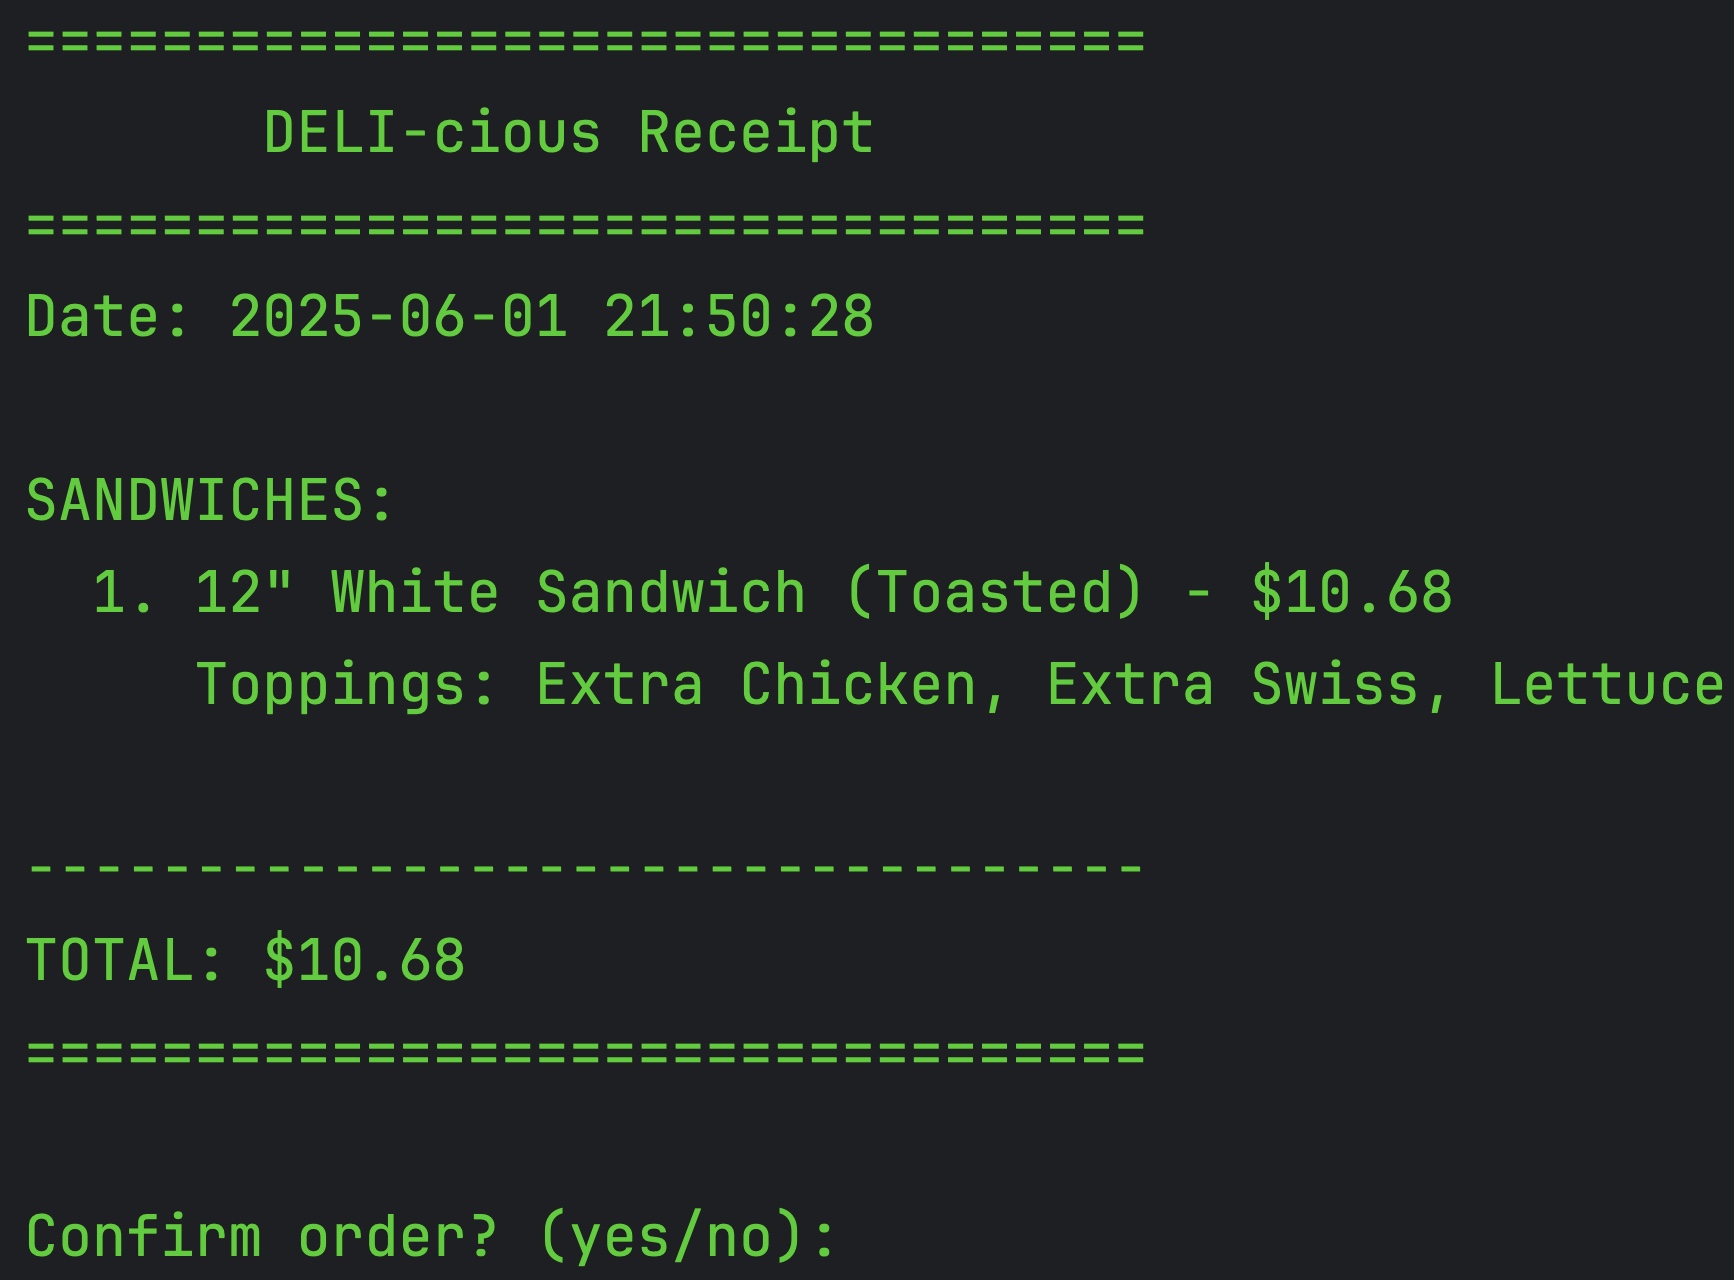 =================================
       DELI-cious Receipt
=================================
Date: 2025-06-01 21:50:28

SANDWICHES:
  1. 12" White Sandwich (Toasted) - $10.68
     Toppings: Extra Chicken, Extra Swiss, Lettuce

---------------------------------
TOTAL: $10.68
=================================

Confirm order? (yes/no):